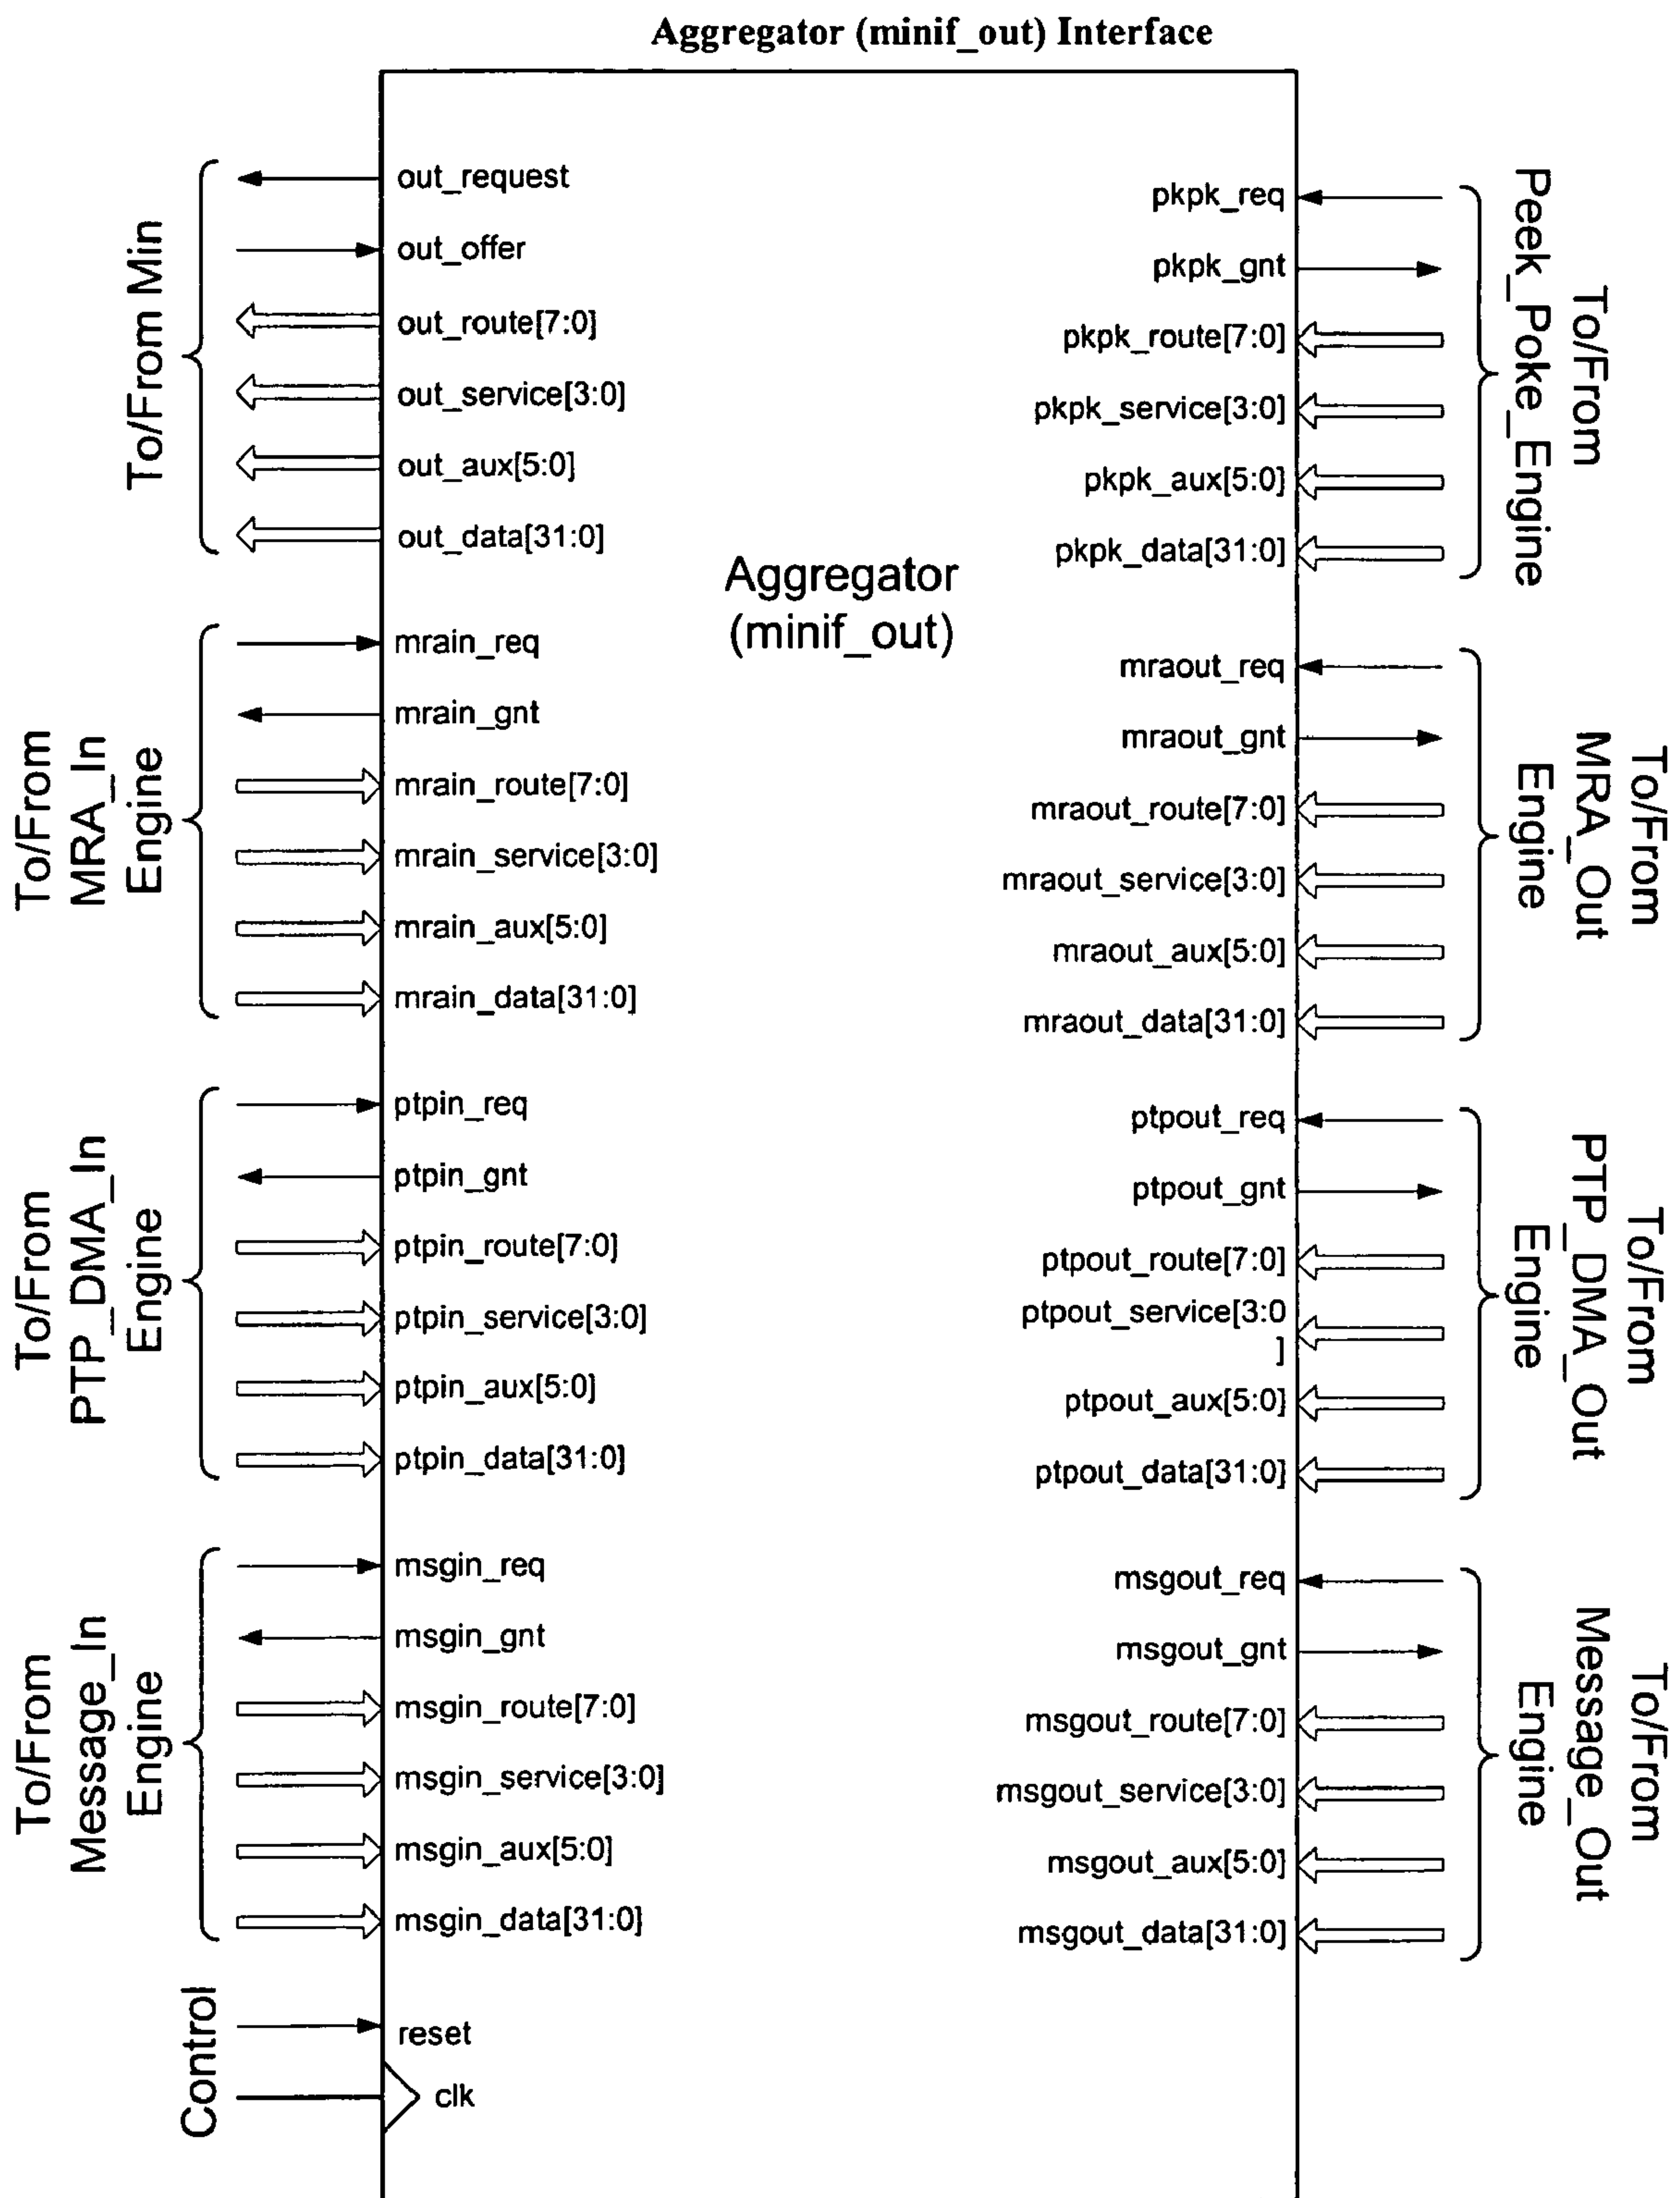 Aggregator (minif_out) Interface
To/From Min
out_request
out_offer
out_route[7:0]
out_service[3:0]
out_aux[5:0]
out_data[31:0]
To/From
MRA_In
Engine
mrain_req
mrain_gnt
mrain_route[7:0]
mrain_service[3:0]
mrain_aux[5:0]
mrain_data[31:0]
To/From
PTP_DMA_In
Engine
ptpin_req
ptpin_gnt
ptpin_route[7:0]
ptpin_service[3:0]
ptpin_aux[5:0]
ptpin_data[31:0]
To/From
Message_In
Engine
msgin_req
msgin_gnt
msgin_route[7:0]
msgin_service[3:0]
msgin_aux[5:0]
msgin_data[31:0]
Control
reset
clk
Aggregator
(minif_out)
pkpk_req
pkpk_gnt
pkpk_route[7:0]
pkpk_service[3:0]
pkpk_aux[5:0]
pkpk_data[31:0]
To/From
Peek_Poke_Engine
mraout_req
mraout_gnt
mraout_route[7:0]
mraout_service[3:0]
mraout_aux[5:0]
mraout_data[31:0]
To/From
MRA_Out
Engine
ptpout_req
ptpout_gnt
ptpout_route[7:0]
ptpout_service[3:0
]
ptpout_aux[5:0]
ptpout_data[31:0]
To/From
PTP_DMA_Out
Engine
msgout_req
msgout_gnt
msgout_route[7:0]
msgout_service[3:0]
msgout_aux[5:0]
msgout_data[31:0]
To/From
Message_Out
Engine